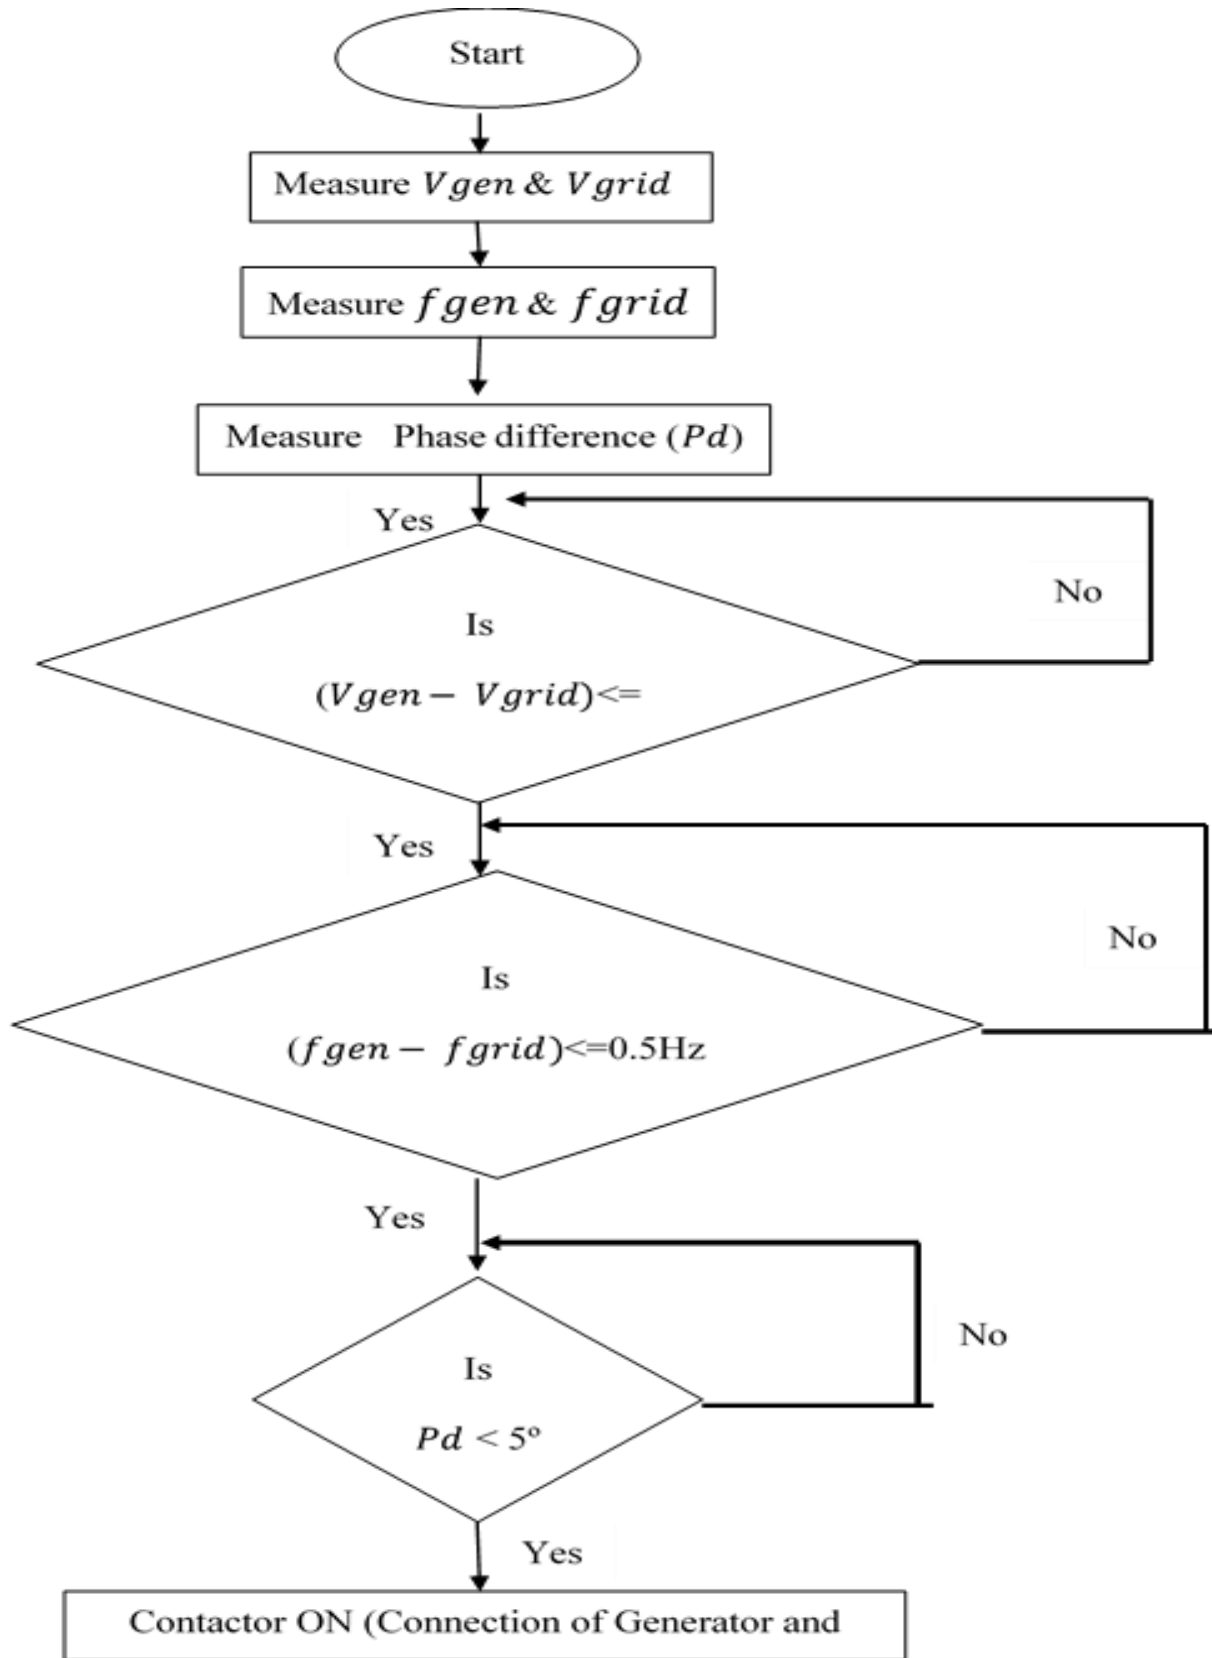 Start
Measure Vgen & Vgrid
Measure fgen & fgrid
Measure Phase difference (Pd)
Yes
No
Is
(Vgen − Vgrid)<=
Yes
No
Is
(fgen − fgrid)<=0.5Hz
Yes
No
Is
Pd < 5º
Yes
Contactor ON (Connection of Generator and